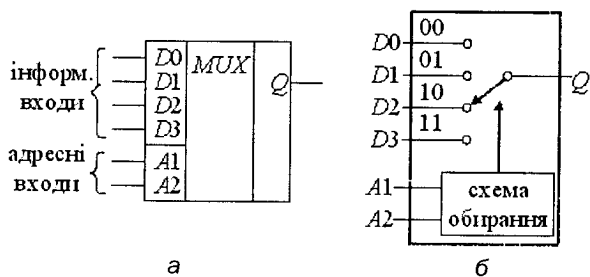 інформ.
входи
адресні
входи
D0
D1
D2
D3
A1
A2
MUX
Q
а
D0
D1
D2
D3
A1
A2
00
01
10
11
Q
схема
обирання
б